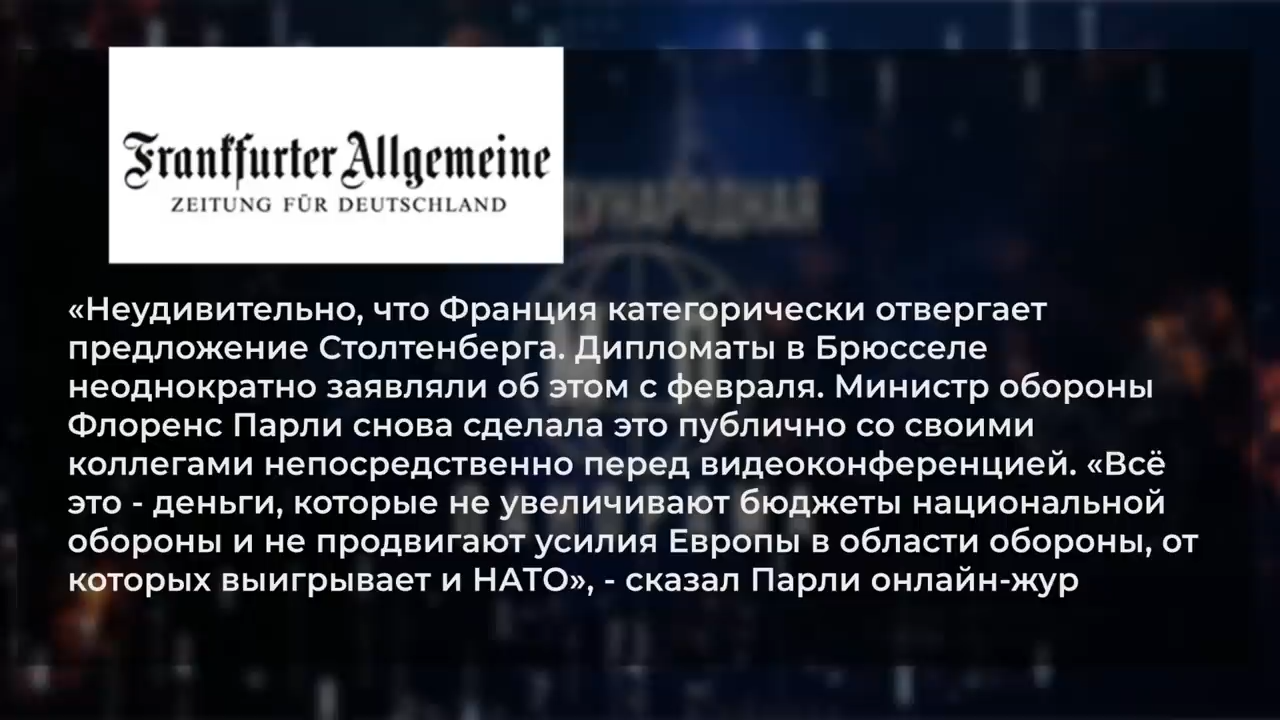 Frankfurter Allgemeine
ZEITUNG FÜR DEUTSCHLAND
«Неудивительно, что Франция категорически отвергает
предложение Столтенберга. Дипломаты в Брюсселе
неоднократно заявляли об этом с февраля. Министр обороны
Флоренс Парли снова сделала это публично со своими
коллегами непосредственно перед видеоконференцией. «Всё
это - деньги, которые не увеличивают бюджеты национальной
обороны и не продвигают усилия Европы в области обороны, от
которых выигрывает и НАТО», - сказал Парли онлайн-жур